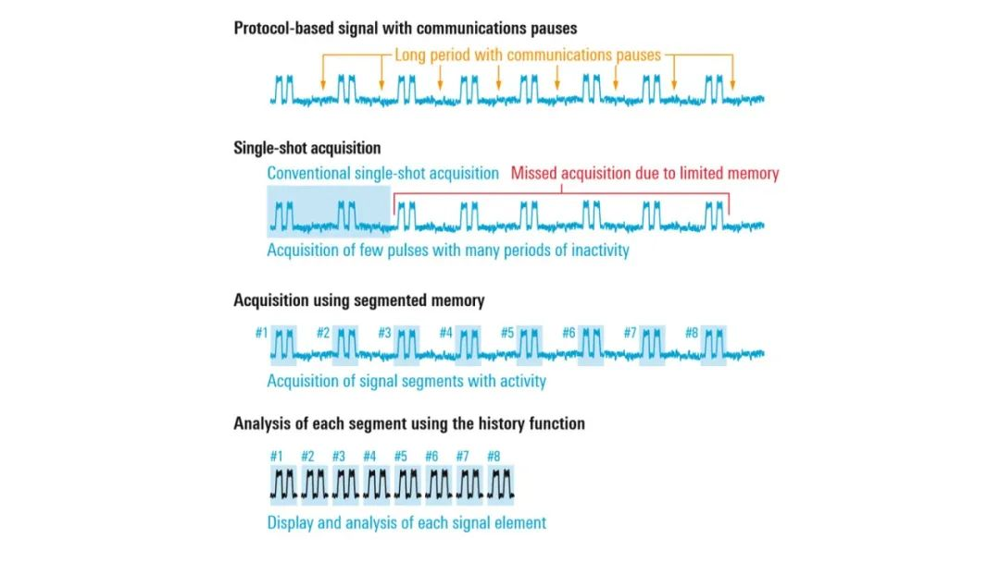 Protocol-based signal with communications pauses
Long period with communications pauses
Single-shot acquisition
Conventional single-shot acquisition Missed acquisition due to limited memory
Acquisition of few pulses with many periods of inactivity
Acquisition using segmented memory
#1 #2 #3 #4 #5 #6 #7 #8
Acquisition of signal segments with activity
Analysis of each segment using the history function
#1 #2 #3 #4 #5 #6 #7 #8
Display and analysis of each signal element